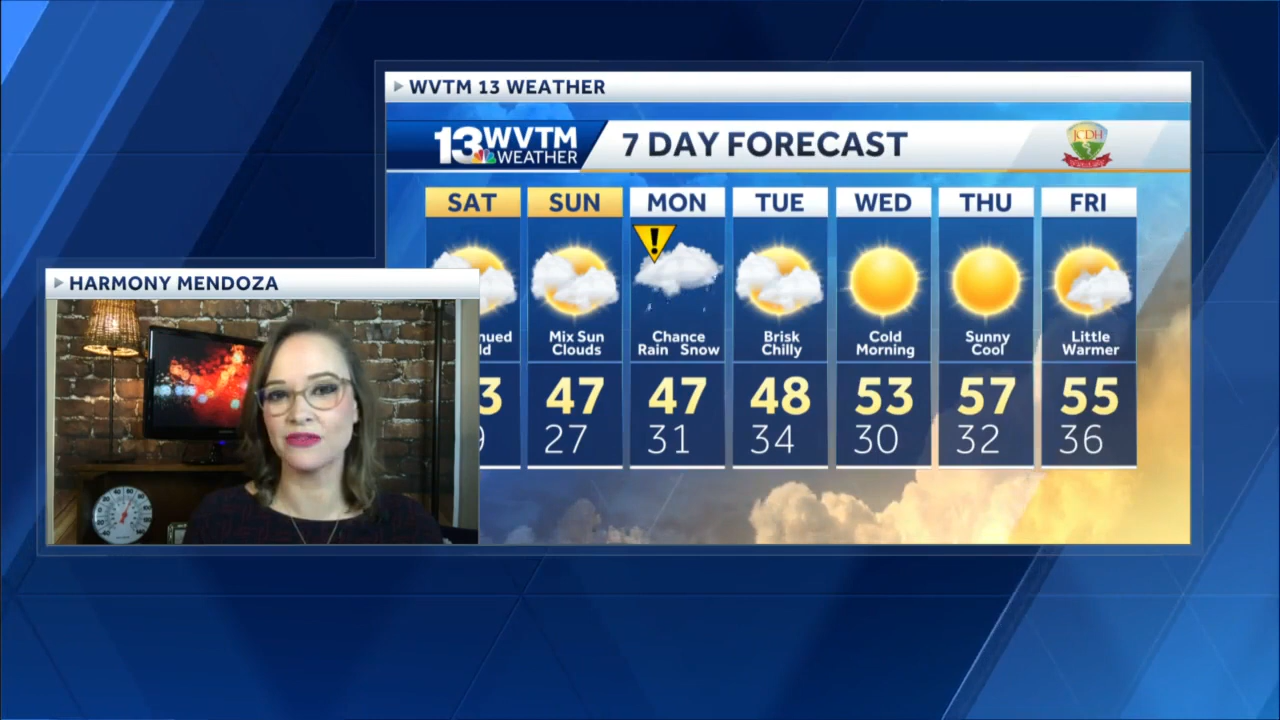 WVTM 13 WEATHER
13 WVTM
WEATHER
7 DAY FORECAST
JCDH
SAT SUN MON TUE WED THU FRI
HARMONY MENDOZA
Mix Sun
Clouds
Chance
Rain Snow
Brisk
Chilly
Cold
Morning
Sunny
Cool
Little
Warmer
47 47 48 53 57 55
27 31 34 30 32 36